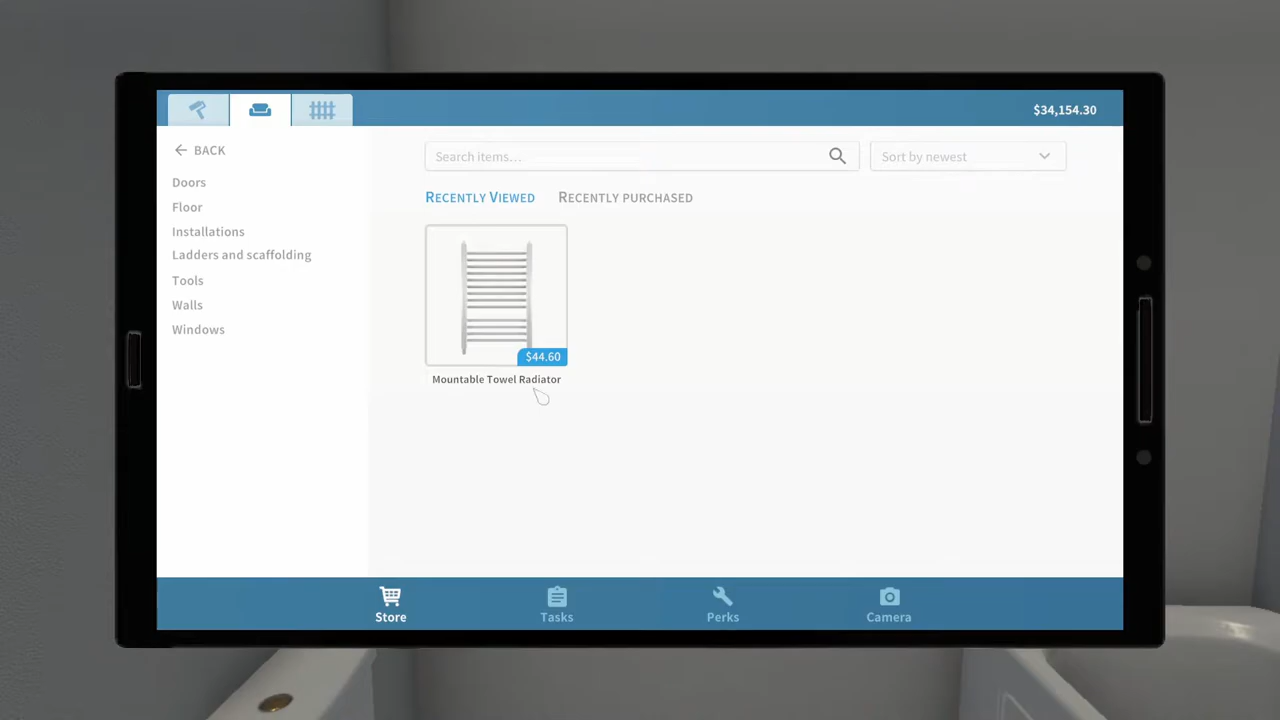 $34,154.30
BACK
Doors
Floor
Installations
Ladders and scaffolding
Tools
Walls
Windows
Search items...
Sort by newest
RECENTLY VIEWED
RECENTLY PURCHASED
$44.60
Mountable Towel Radiator
Store
Tasks
Perks
Camera